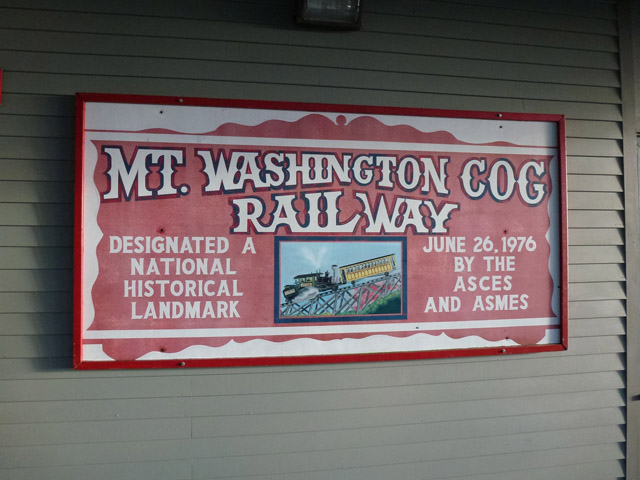 MT. WASHINGTON COG
RAILWAY
DESIGNATED A
NATIONAL
HISTORICAL
LANDMARK
JUNE 26, 1976
BY THE
ASCES
AND ASMES